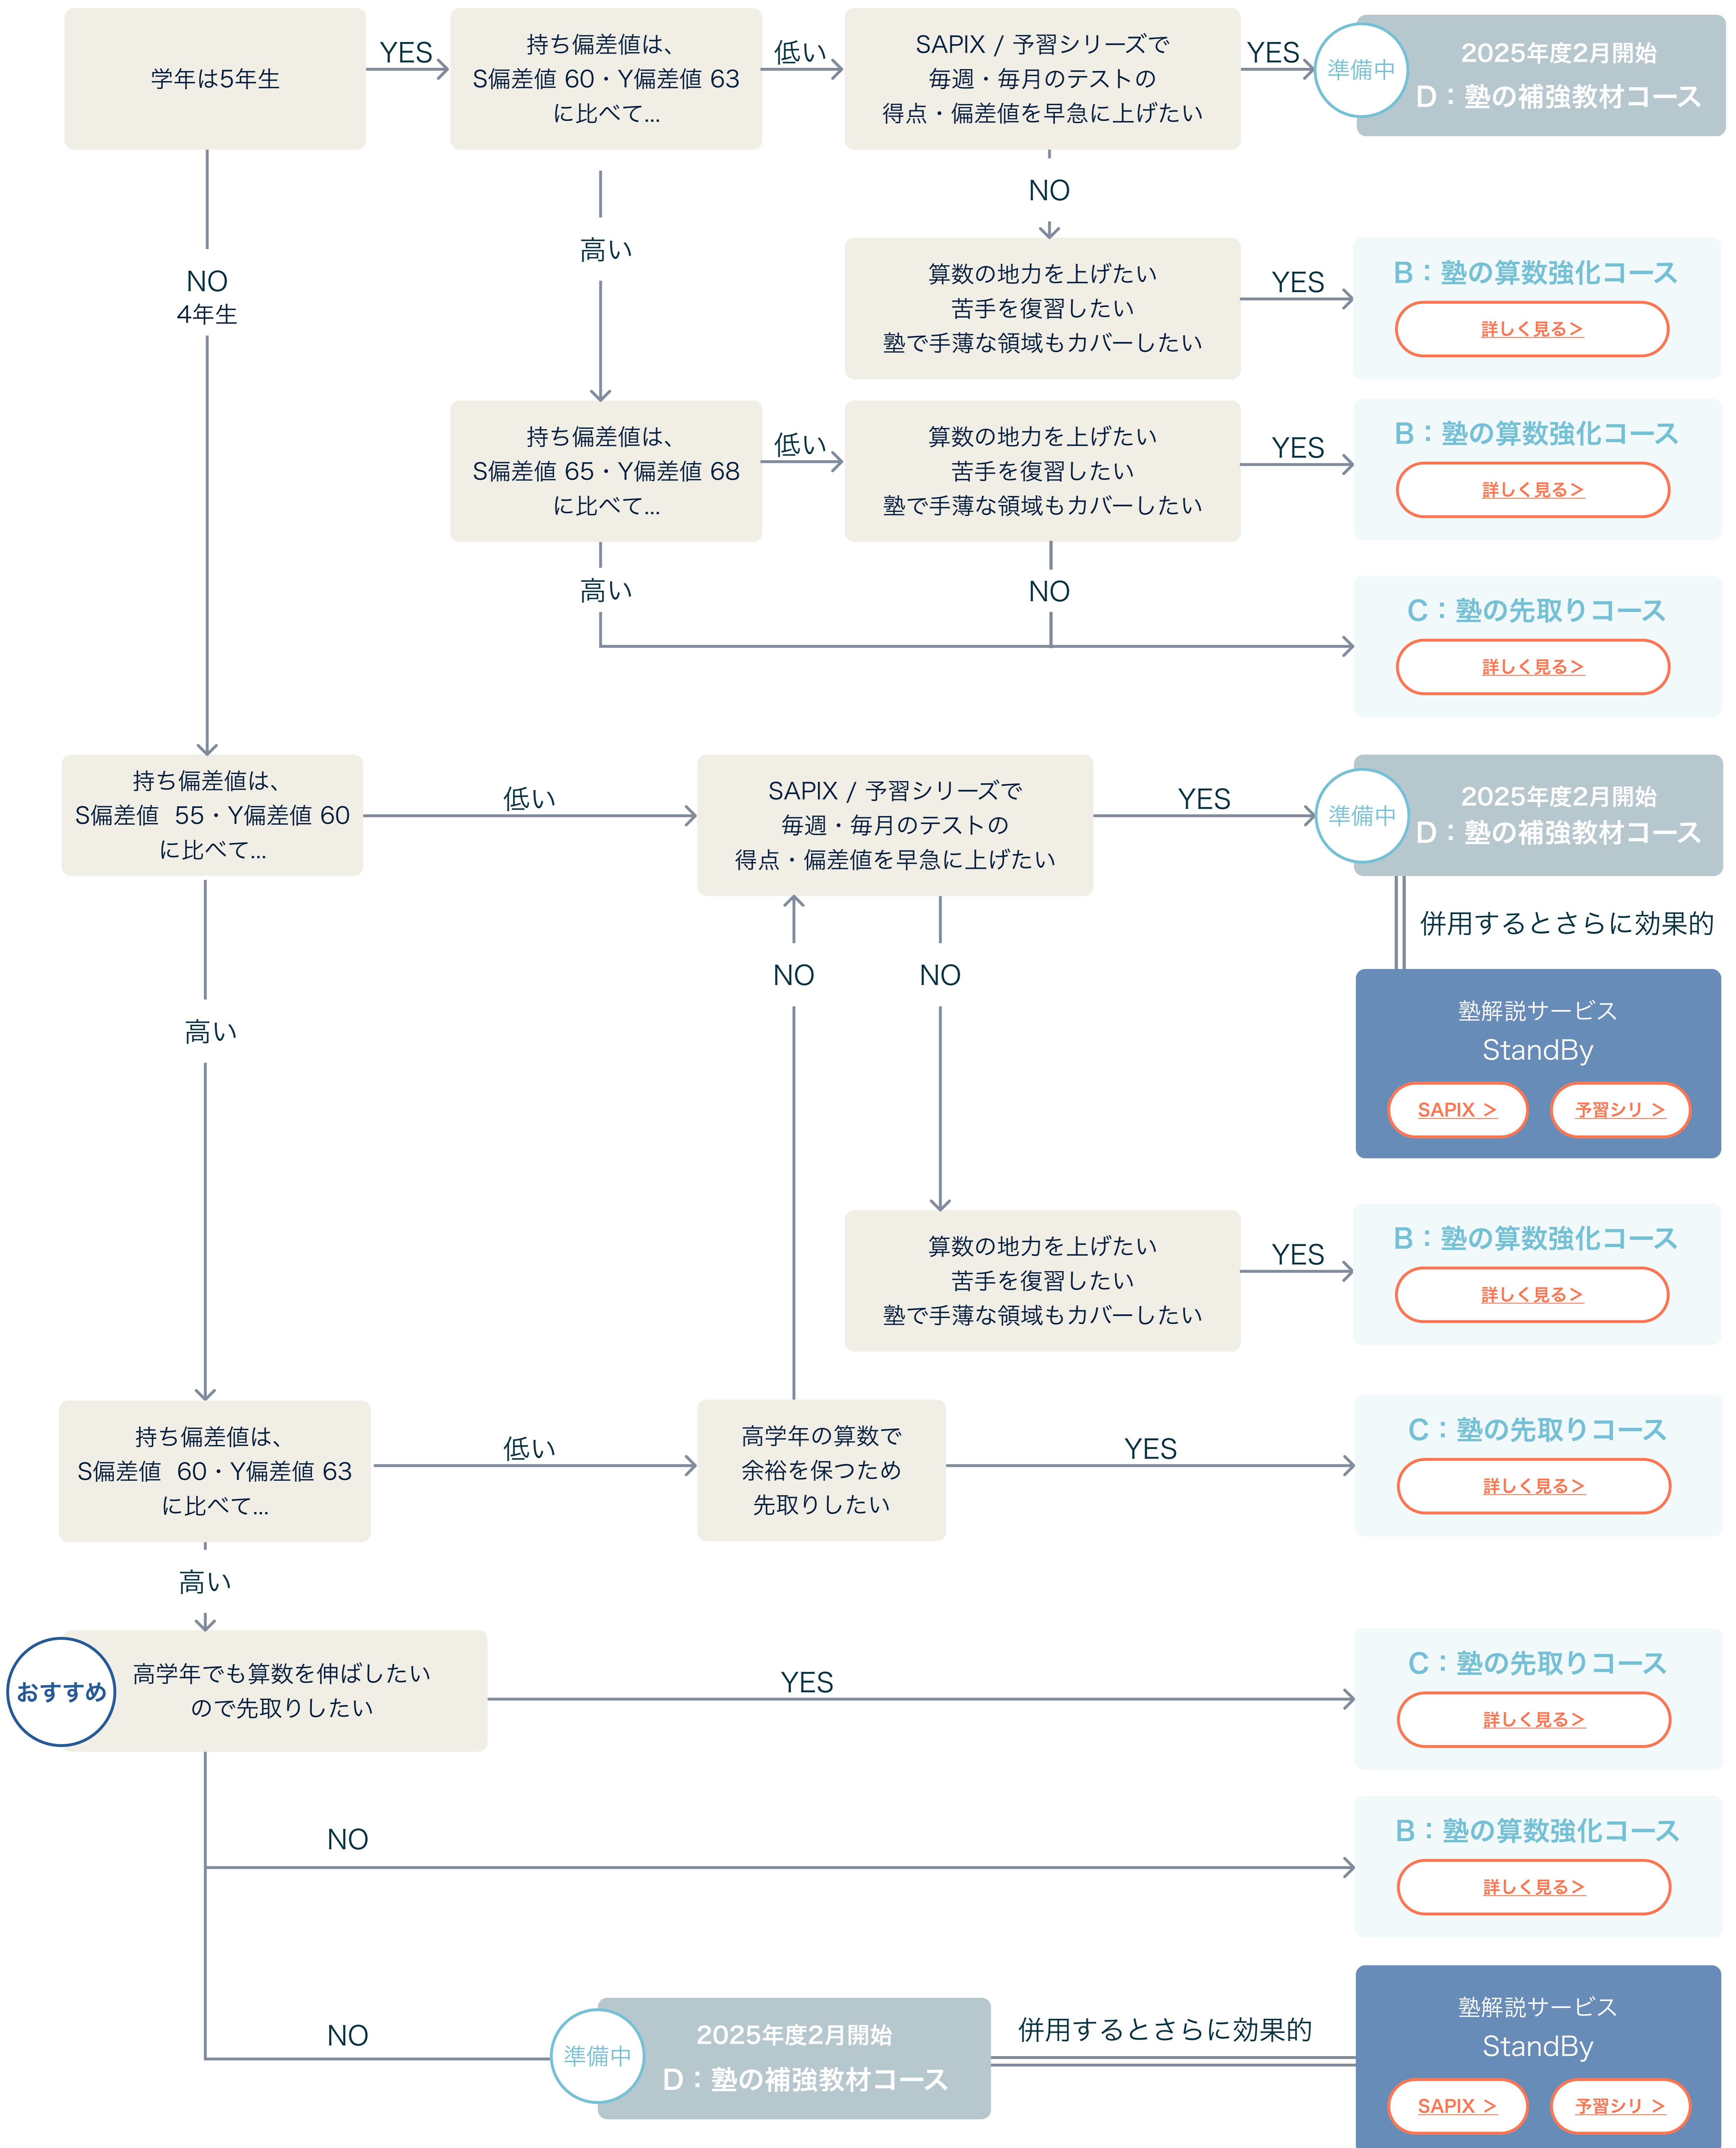 学年は5年生
YES
持ち偏差値は、
S偏差値 60・Y偏差値 63
に比べて...
低い
SAPIX / 予習シリーズで
毎週・毎月のテストの
得点・偏差値を早急に上げたい
YES
準備中
2025年度2月開始
D：塾の補強教材コース
NO
高い
NO
4年生
算数の地力を上げたい
苦手を復習したい
塾で手薄な領域もカバーしたい
YES
B：塾の算数強化コース
詳しく見る＞
持ち偏差値は、
S偏差値 65・Y偏差値 68
に比べて...
低い
算数の地力を上げたい
苦手を復習したい
塾で手薄な領域もカバーしたい
YES
B：塾の算数強化コース
詳しく見る＞
高い
NO
C：塾の先取りコース
詳しく見る＞
持ち偏差値は、
S偏差値 55・Y偏差値 60
に比べて...
低い
SAPIX / 予習シリーズで
毎週・毎月のテストの
得点・偏差値を早急に上げたい
YES
準備中
2025年度2月開始
D：塾の補強教材コース
併用するとさらに効果的
NO
NO
高い
塾解説サービス
StandBy
SAPIX ＞
予習シリ ＞
算数の地力を上げたい
苦手を復習したい
塾で手薄な領域もカバーしたい
YES
B：塾の算数強化コース
詳しく見る＞
持ち偏差値は、
S偏差値 60・Y偏差値 63
に比べて...
低い
高学年の算数で
余裕を保つため
先取りしたい
YES
C：塾の先取りコース
詳しく見る＞
高い
おすすめ
高学年でも算数を伸ばしたい
ので先取りしたい
YES
C：塾の先取りコース
詳しく見る＞
NO
B：塾の算数強化コース
詳しく見る＞
NO
準備中
2025年度2月開始
D：塾の補強教材コース
併用するとさらに効果的
塾解説サービス
StandBy
SAPIX ＞
予習シリ ＞